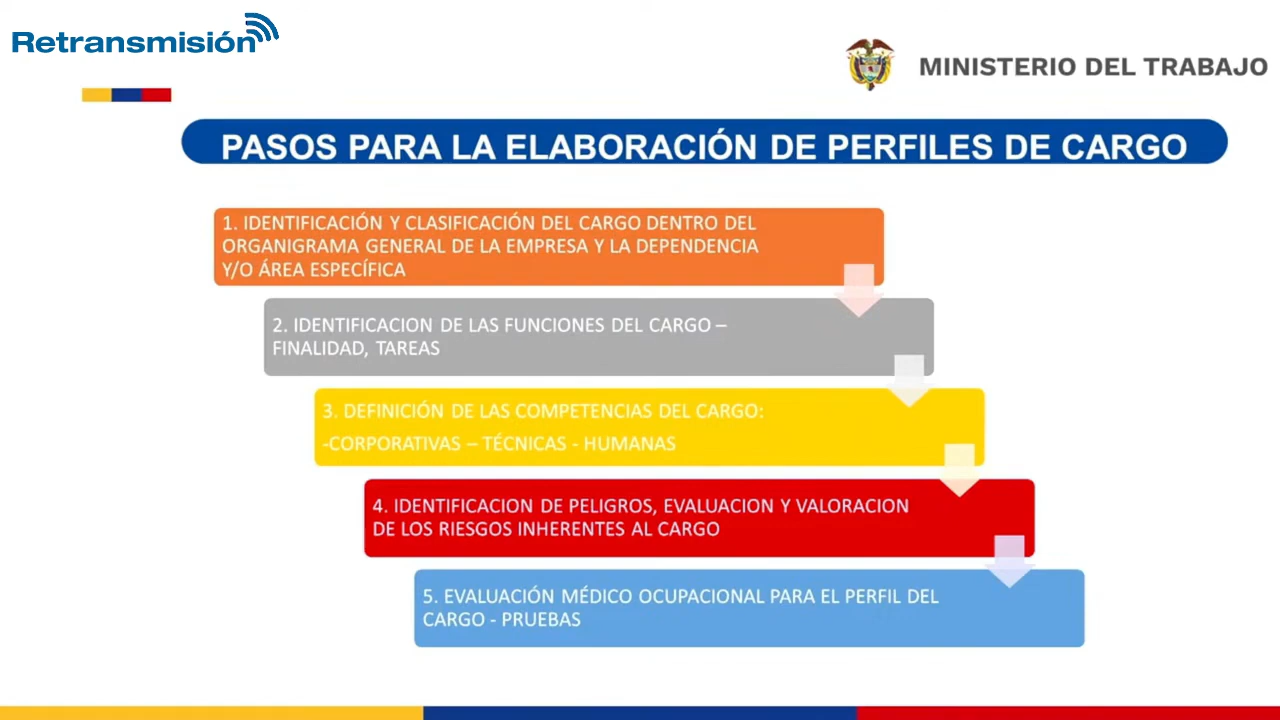 Retransmisión
MINISTERIO DEL TRABAJO
PASOS PARA LA ELABORACIÓN DE PERFILES DE CARGO
1. IDENTIFICACIÓN Y CLASIFICACIÓN DEL CARGO DENTRO DEL
ORGANIGRAMA GENERAL DE LA EMPRESA Y LA DEPENDENCIA
Y/O ÁREA ESPECÍFICA
2. IDENTIFICACION DE LAS FUNCIONES DEL CARGO –
FINALIDAD, TAREAS
3. DEFINICIÓN DE LAS COMPETENCIAS DEL CARGO:
-CORPORATIVAS – TÉCNICAS - HUMANAS
4. IDENTIFICACION DE PELIGROS, EVALUACION Y VALORACION
DE LOS RIESGOS INHERENTES AL CARGO
5. EVALUACIÓN MÉDICO OCUPACIONAL PARA EL PERFIL DEL
CARGO - PRUEBAS